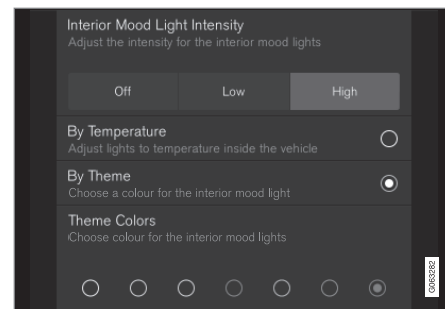 Interior Mood Light Intensity
Adjust the intensity for the interior mood lights
Off Low High
By Temperature
Adjust lights to temperature inside the vehicle
By Theme
Choose a colour for the interior mood light
Theme Colors
Choose colour for the interior mood lights
G063282